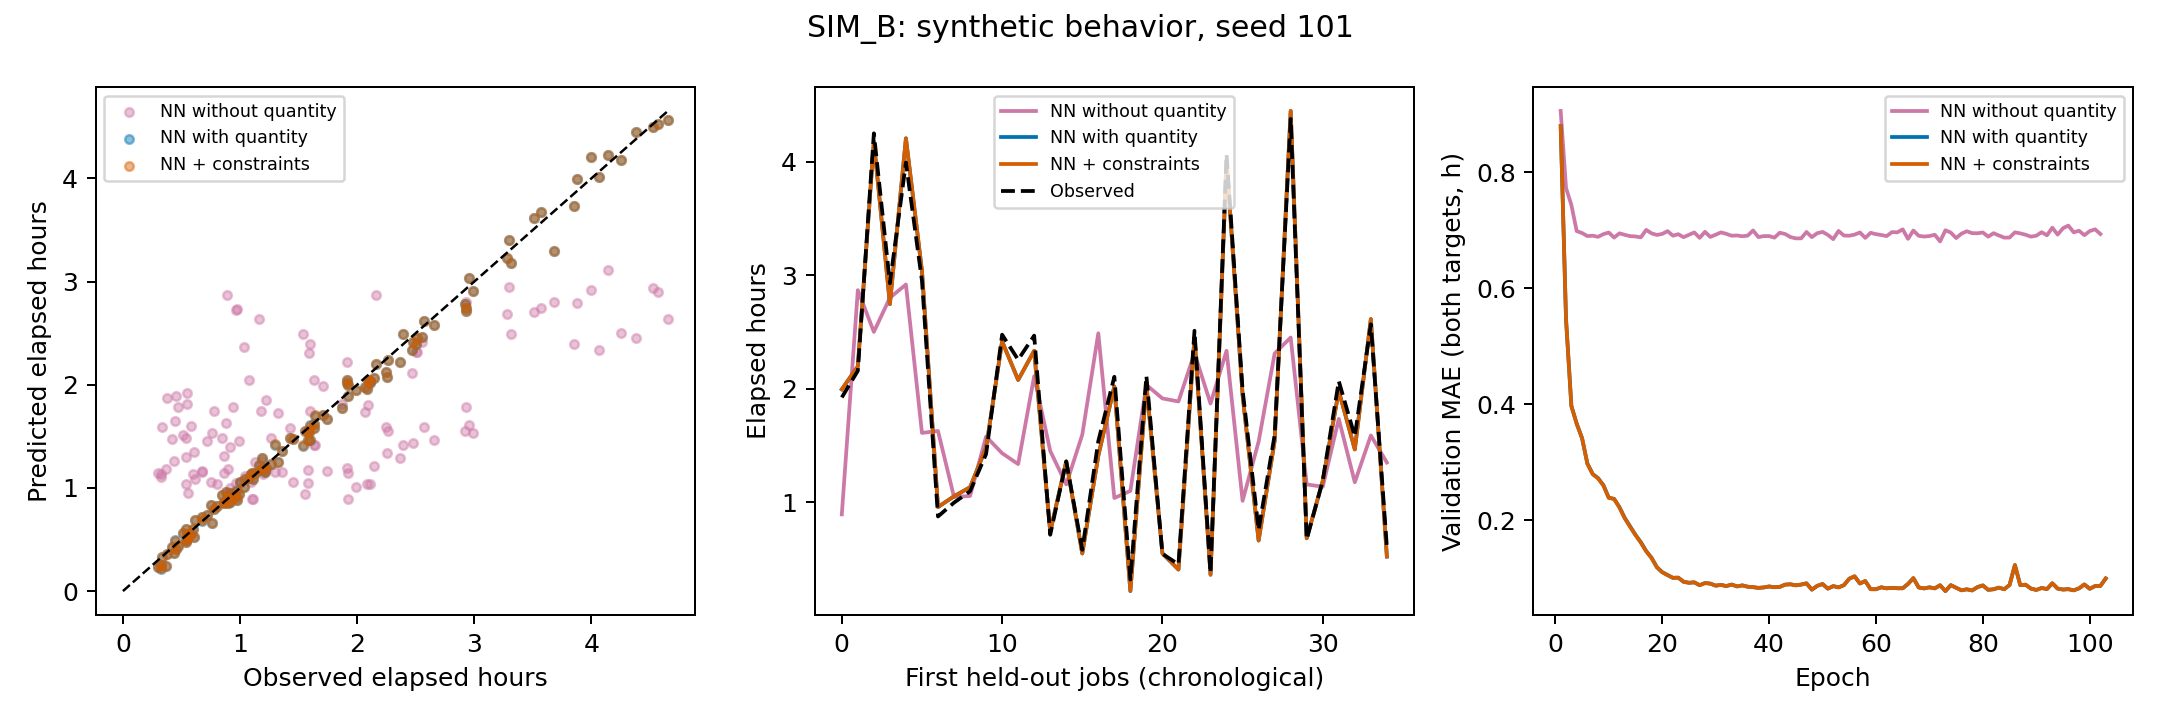 SIM_B: synthetic behavior, seed 101
NN without quantity
NN with quantity
NN + constraints
4
3
2
1
0
Predicted elapsed hours
0 1 2 3 4
Observed elapsed hours
NN without quantity
NN with quantity
NN + constraints
Observed
4
3
2
1
Elapsed hours
0 10 20 30
First held-out jobs (chronological)
NN without quantity
NN with quantity
NN + constraints
0.8
0.6
0.4
0.2
Validation MAE (both targets, h)
0 20 40 60 80 100
Epoch